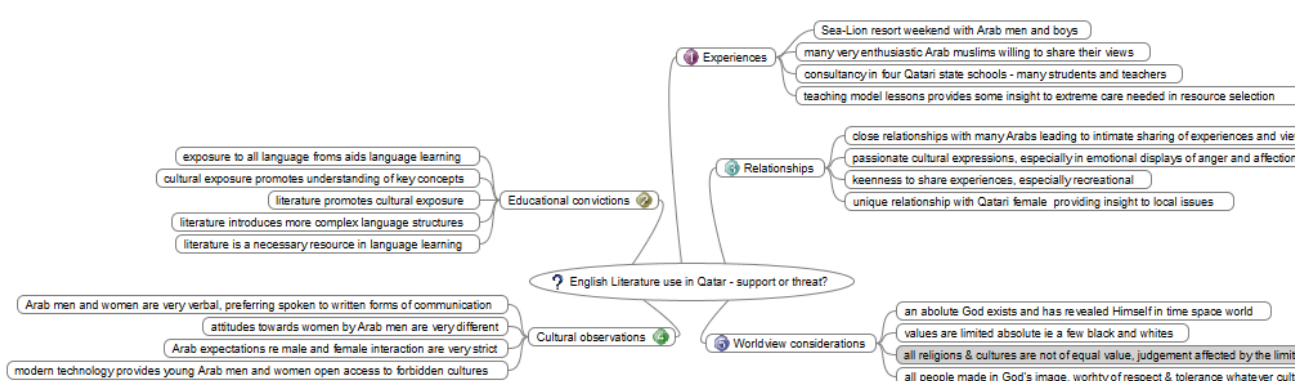 English Literature use in Qatar - support or threat?
Experiences
Sea-Lion resort weekend with Arab men and boys
many very enthusiastic Arab muslims willing to share their views
consultancy in four Qatari state schools - many strudents and teachers
teaching model lessons provides some insight to extreme care needed in resource selection
Educational convictions
exposure to all language froms aids language learning
cultural exposure promotes understanding of key concepts
literature promotes cultural exposure
literature introduces more complex language structures
literature is a necessary resource in language learning
Relationships
close relationships with many Arabs leading to intimate sharing of experiences and
passionate cultural expressions, especially in emotional displays of anger and affection
keenness to share experiences, especially recreational
unique relationship with Qatari female providing insight to local issues
Cultural observations
Arab men and women are very verbal, preferring spoken to written forms of communication
attitudes towards women by Arab men are very different
Arab expectations re male and female interaction are very strict
modern technology provides young Arab men and women open access to forbidden cultures
Worldview considerations
an abolute God exists and has revealed Himself in time space world
values are limited absolute ie a few black and whites
all religions & cultures are not of equal value, judgement affected by the
all people made in God's image, worhty of respect & tolerance whatever